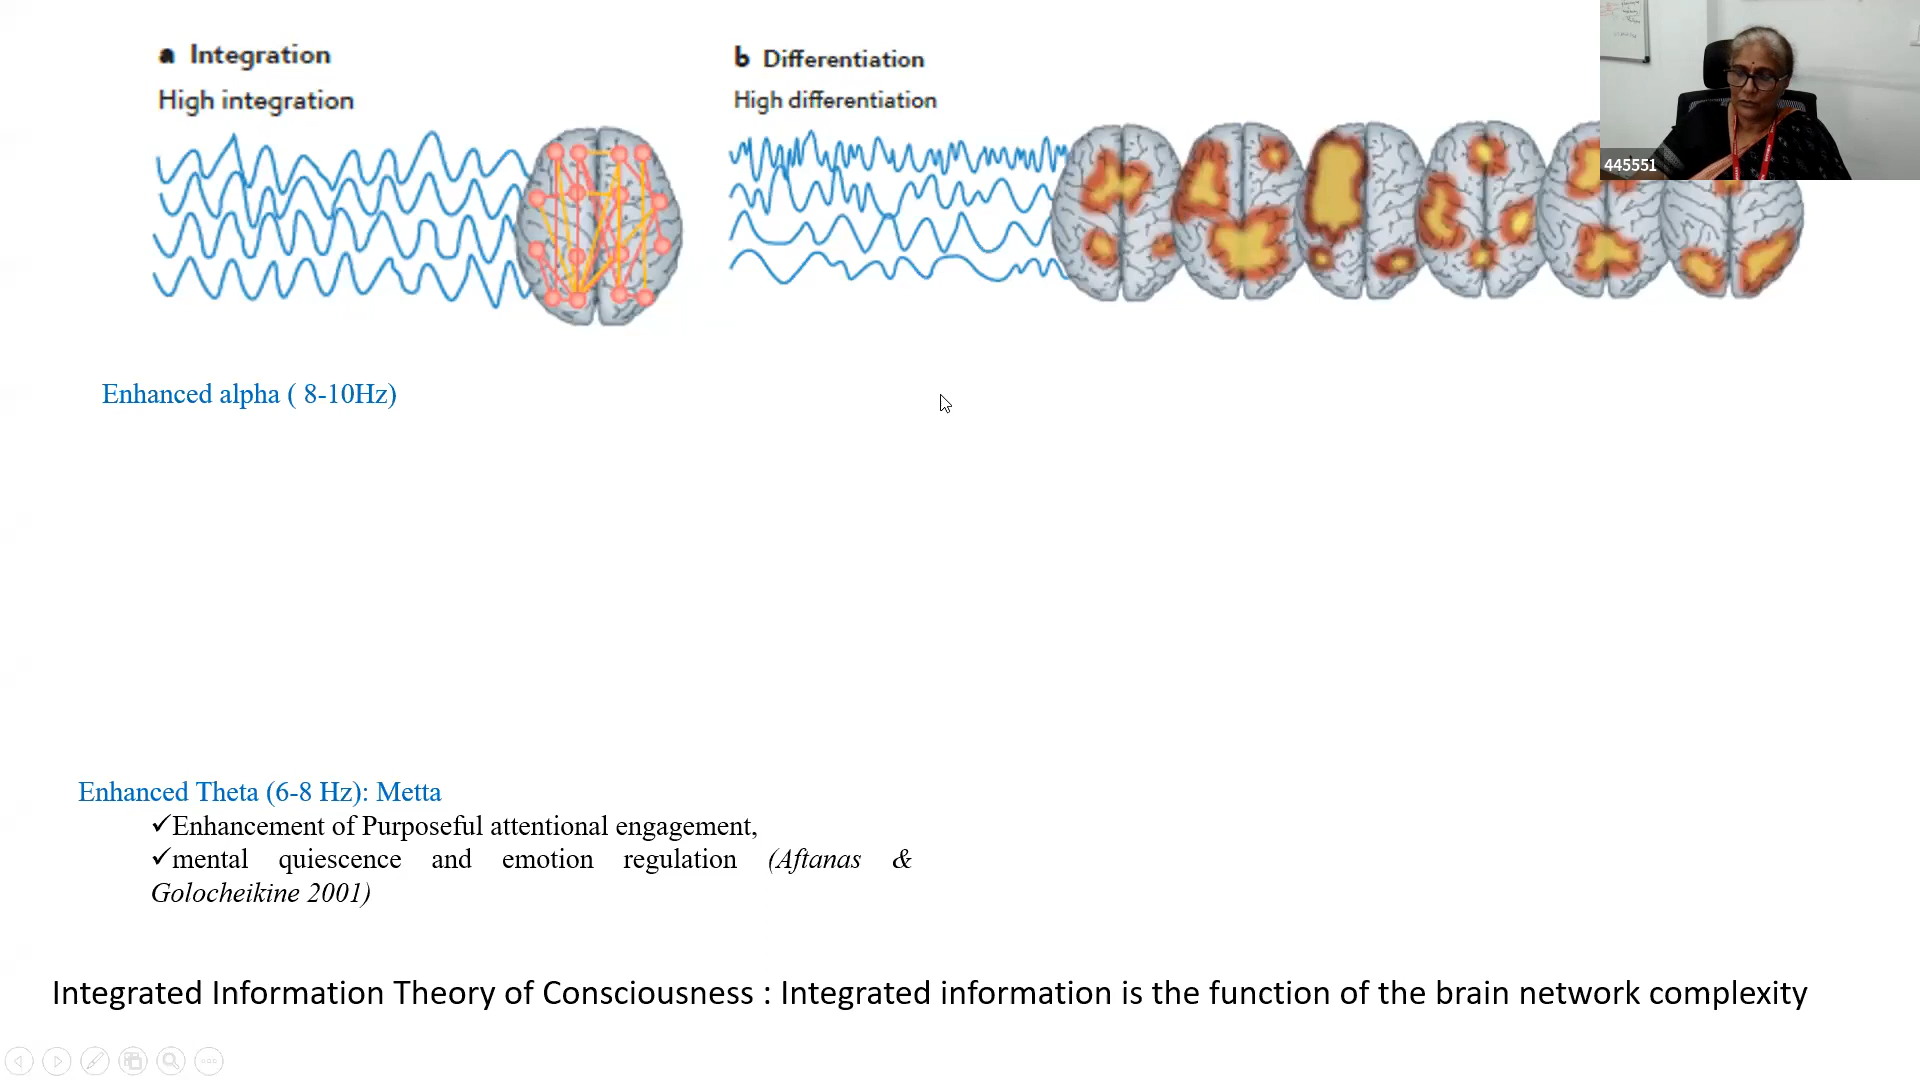 a Integration
High integration
b Differentiation
High differentiation
445551
Enhanced alpha ( 8-10Hz)
Enhanced Theta (6-8 Hz): Metta
✓Enhancement of Purposeful attentional engagement,
✓mental quiescence and emotion regulation (Aftanas &
Golocheikine 2001)
Integrated Information Theory of Consciousness : Integrated information is the function of the brain network complexity